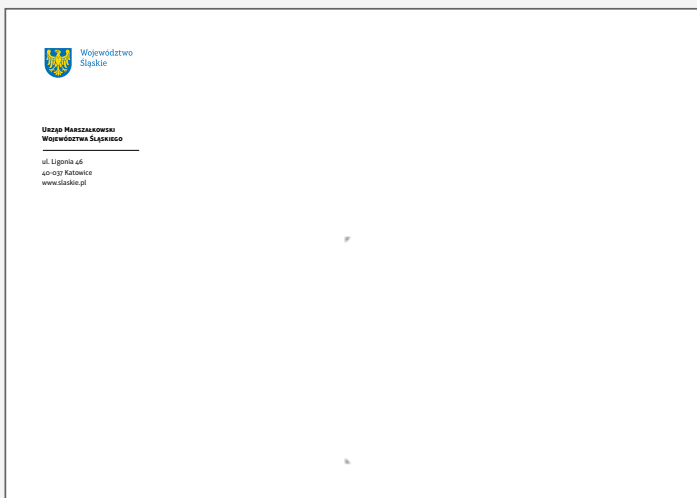 Województwo
Śląskie
Urząd Marszałkowski
Województwa Śląskiego
ul. Ligonia 46
40-037 Katowice
www.slaskie.pl